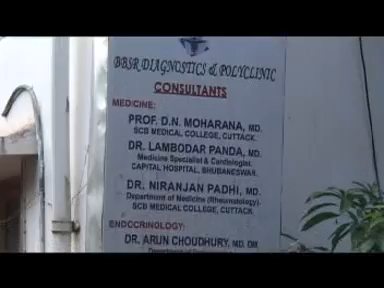 BBSR DIAGNOSTICS & POLYCLINIC
CONSULTANTS
MEDICINE:
PROF. D.N. MOHARANA, MD.
SCB MEDICAL COLLEGE, CUTTACK.
DR. LAMBODAR PANDA, MD.
Medicine Specialist & Cardiologist.
CAPITAL HOSPITAL, BHUBANESWAR.
DR. NIRANJAN PADHI, MD.
Department of Medicine (Rheumatology)
SCB MEDICAL COLLEGE, CUTTACK.
ENDOCRINOLOGY:
DR. ARUN CHOUDHURY, MD, DM